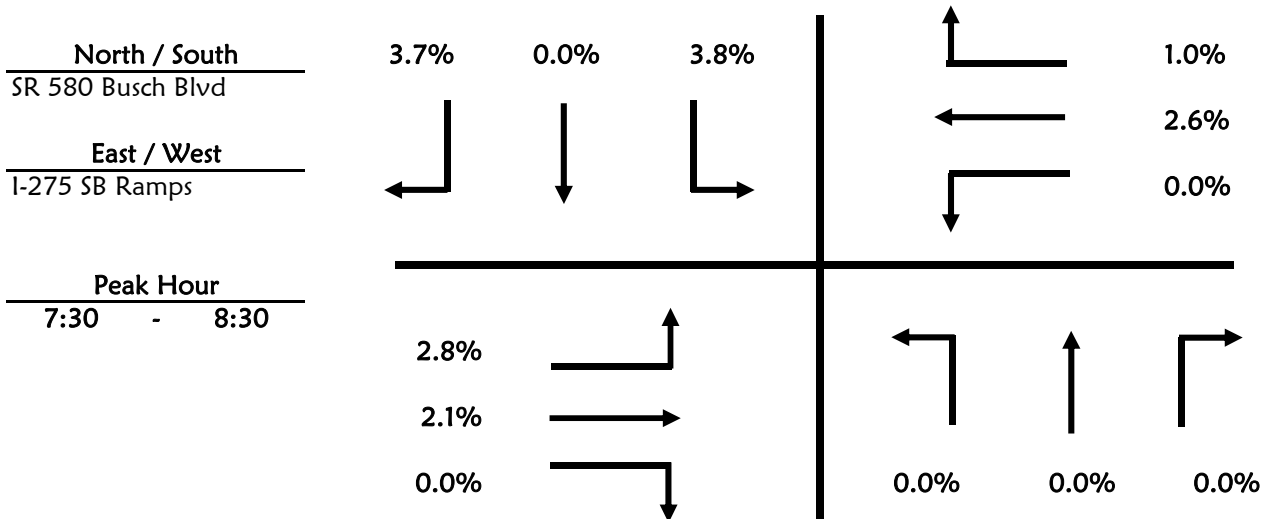 North / South
SR 580 Busch Blvd
East / West
I-275 SB Ramps
Peak Hour
7:30 - 8:30
3.7% 0.0% 3.8%
1.0%
2.6%
0.0%
2.8%
2.1%
0.0%
0.0% 0.0% 0.0%